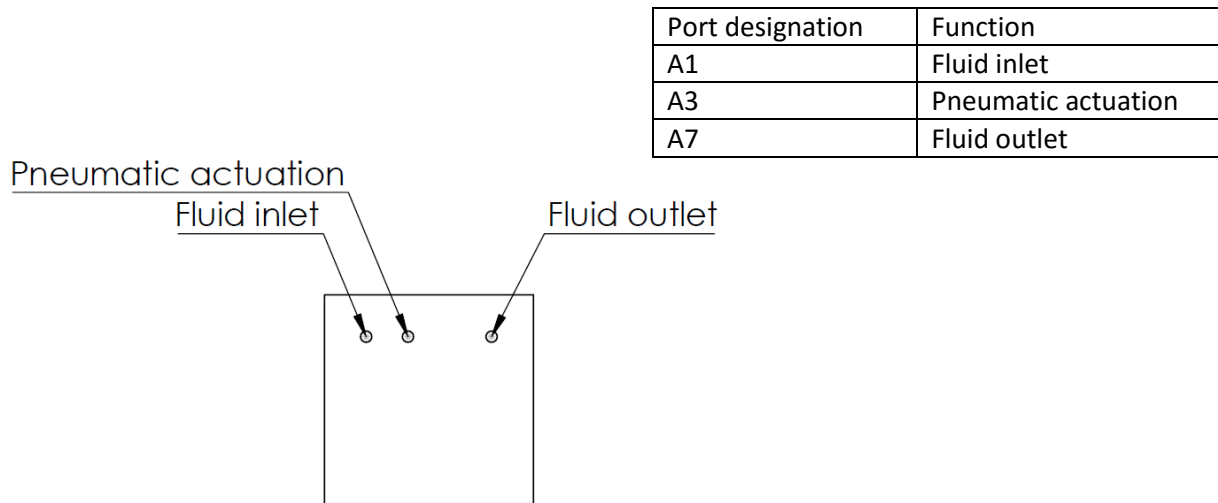 Port designation Function
A1 Fluid inlet
A3 Pneumatic actuation
A7 Fluid outlet
Pneumatic actuation
Fluid inlet Fluid outlet